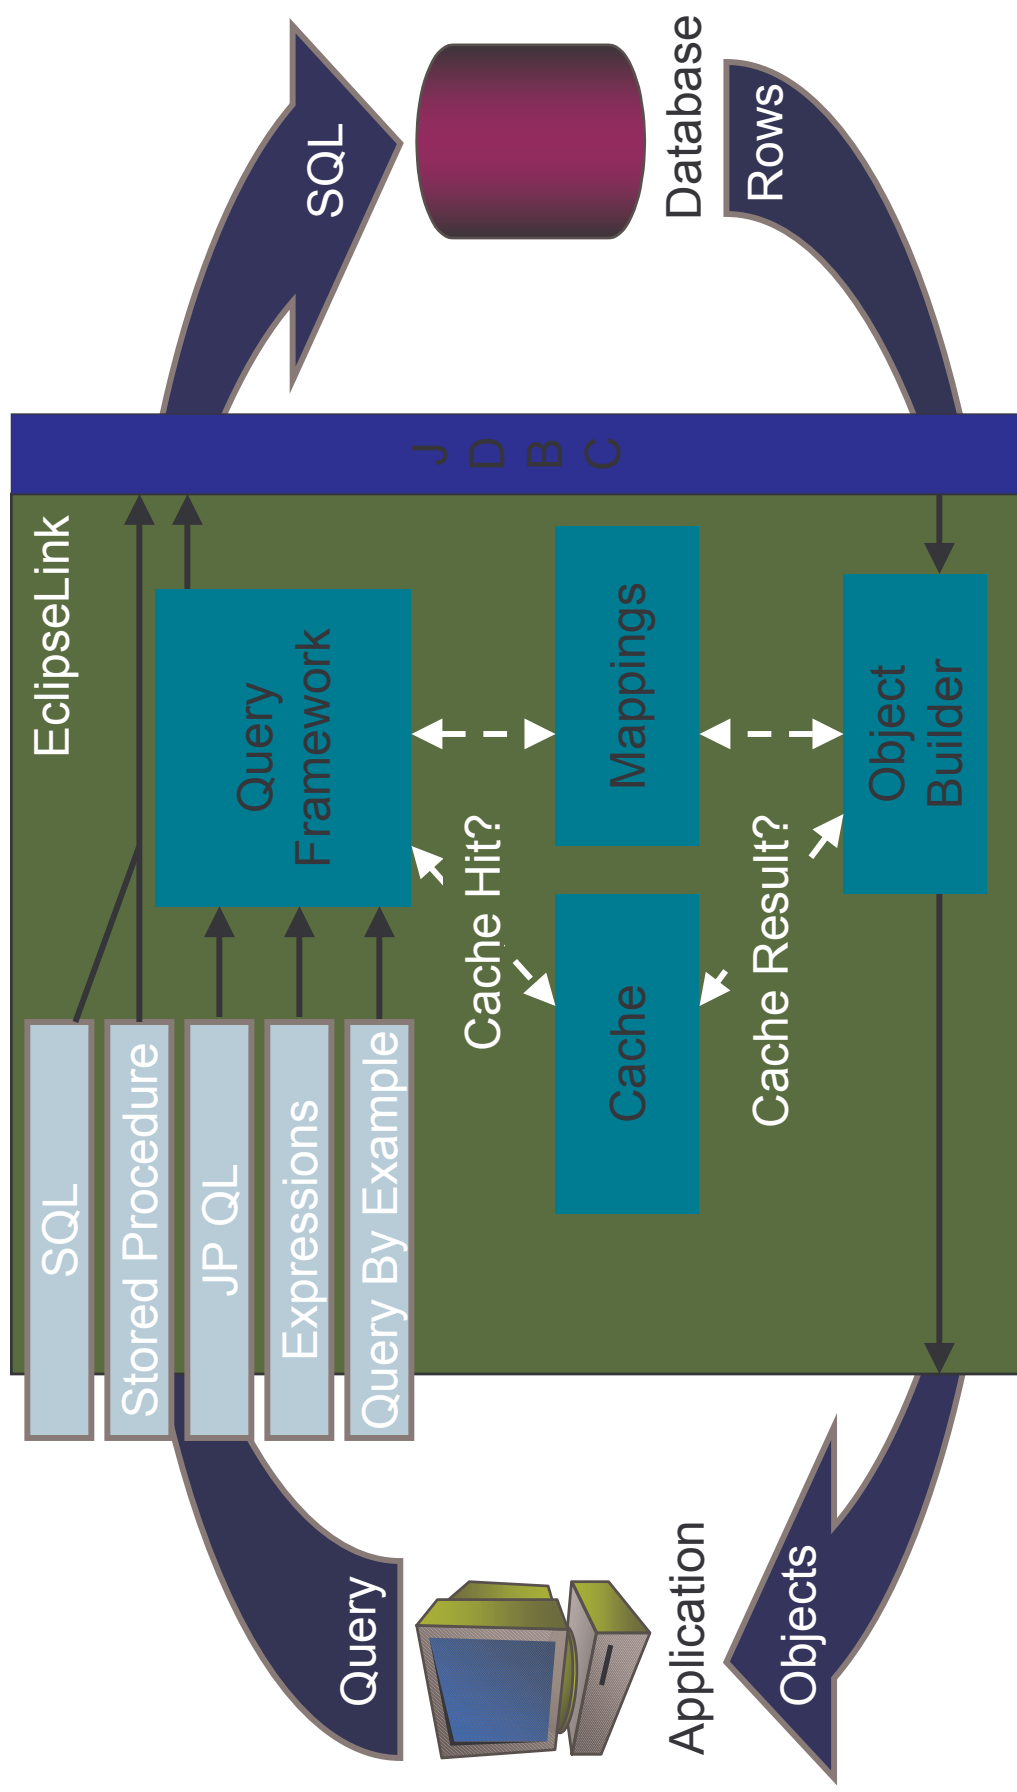 EclipseLink
SQL
Stored Procedure
JP QL
Expressions
Query By Example
Query
Framework
J
D
B
C
SQL
Database
Rows
Query
Application
Objects
Cache Hit?
Cache
Mappings
Cache Result?
Object
Builder